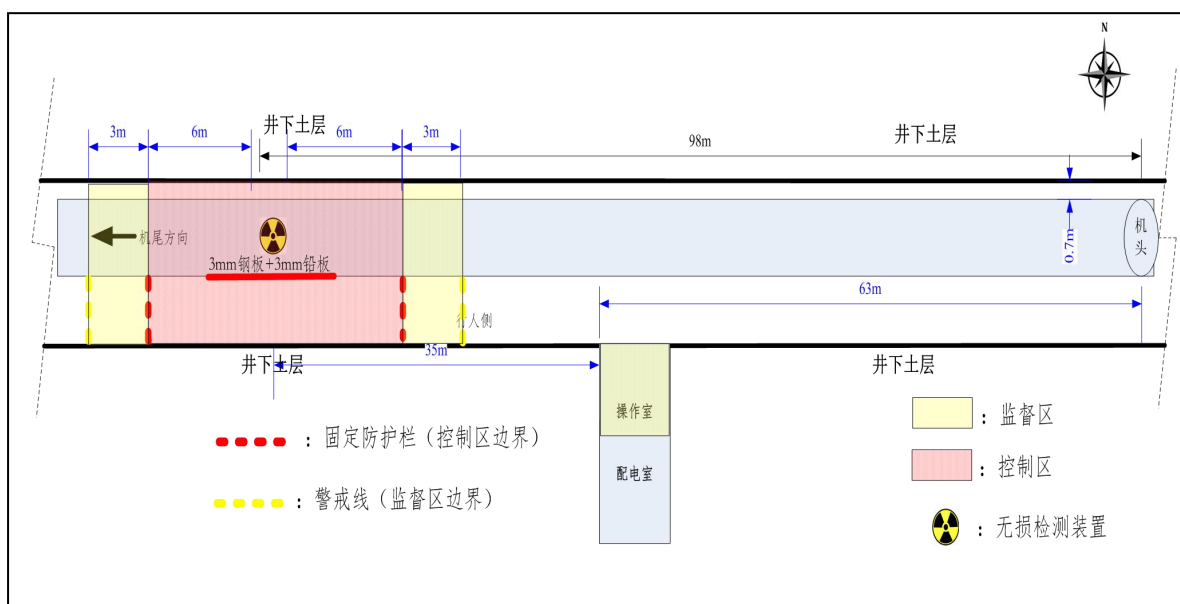 N
井下土层
3m
6m
6m
3m
98m
井下土层
机尾方向
3mm钢板+3mm铅板
机头
0.7m
63m
行人侧
35m
井下土层
井下土层
操作室
配电室
：监督区
：固定防护栏（控制区边界）
：控制区
：警戒线（监督区边界）
：无损检测装置